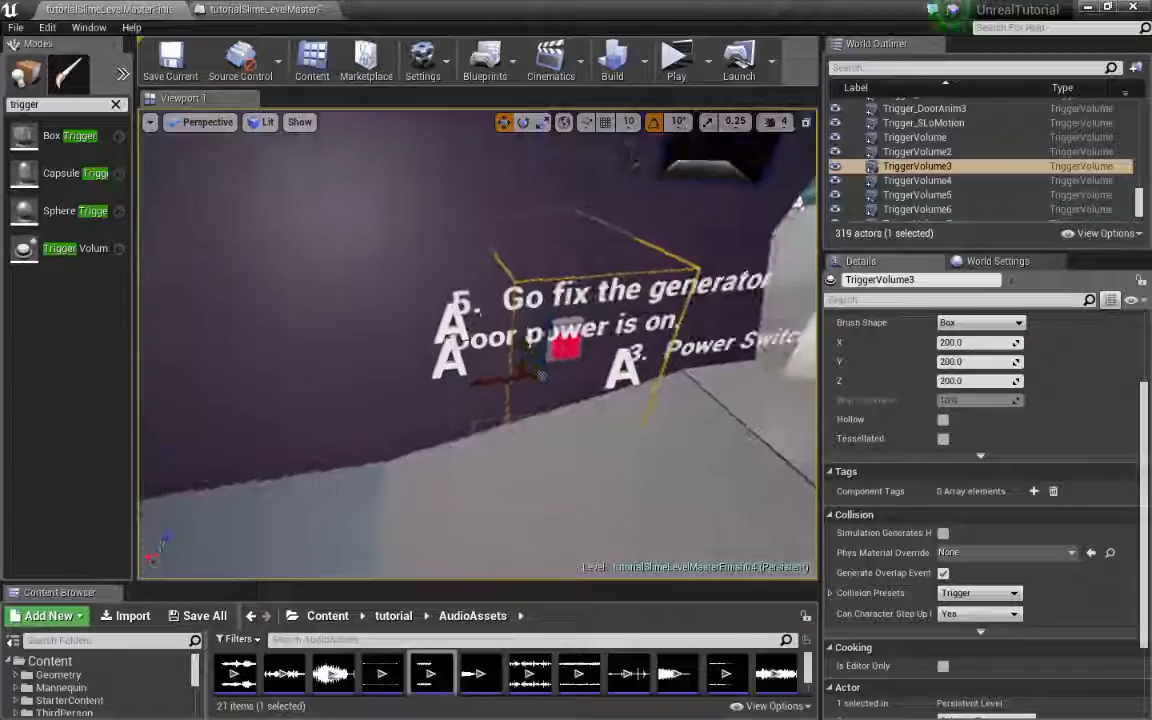 tutorialSlimeLevelMasterFinis
tutorialSlimeLevelMasterF
UnrealTutorial
File Edit Window Help
Search For Help
Modes
trigger
Box Trigger
Capsule Trigg
Sphere Trigge
Trigger Volum
Save Current
Source Control
Content
Marketplace
Settings
Blueprints
Cinematics
Build
Play
Launch
Viewport 1
Perspective
Lit
Show
10
10°
0.25
4
5. Go fix the generator
Door power is on.
3. Power Switc
A
A
A
Level: tutorialSlimeLevelMasterFinish04 (Persistent)
World Outliner
Search...
Label Type
Trigger_DoorAnim3 TriggerVolume
Trigger_SLoMotion TriggerVolume
TriggerVolume TriggerVolume
TriggerVolume2 TriggerVolume
TriggerVolume3 TriggerVolume
TriggerVolume4 TriggerVolume
TriggerVolume5 TriggerVolume
TriggerVolume6 TriggerVolume
319 actors (1 selected)
View Options
Details
World Settings
TriggerVolume3
Search
Brush Shape Box
X 200.0
Y 200.0
Z 200.0
Hollow
Tessellated
Tags
Component Tags 0 Array elements
Collision
Simulation Generates H
Phys Material Override None
Generate Overlap Event
Collision Presets Trigger
Can Character Step Up ( Yes
Cooking
Is Editor Only
Actor
1 selected in Persistent Level
Content Browser
Add New
Import
Save All
Content
tutorial
AudioAssets
Search Folders
Filters
Search AudioAssets
Content
Geometry
Mannequin
StarterContent
ThirdPerson
21 items (1 selected)
View Options